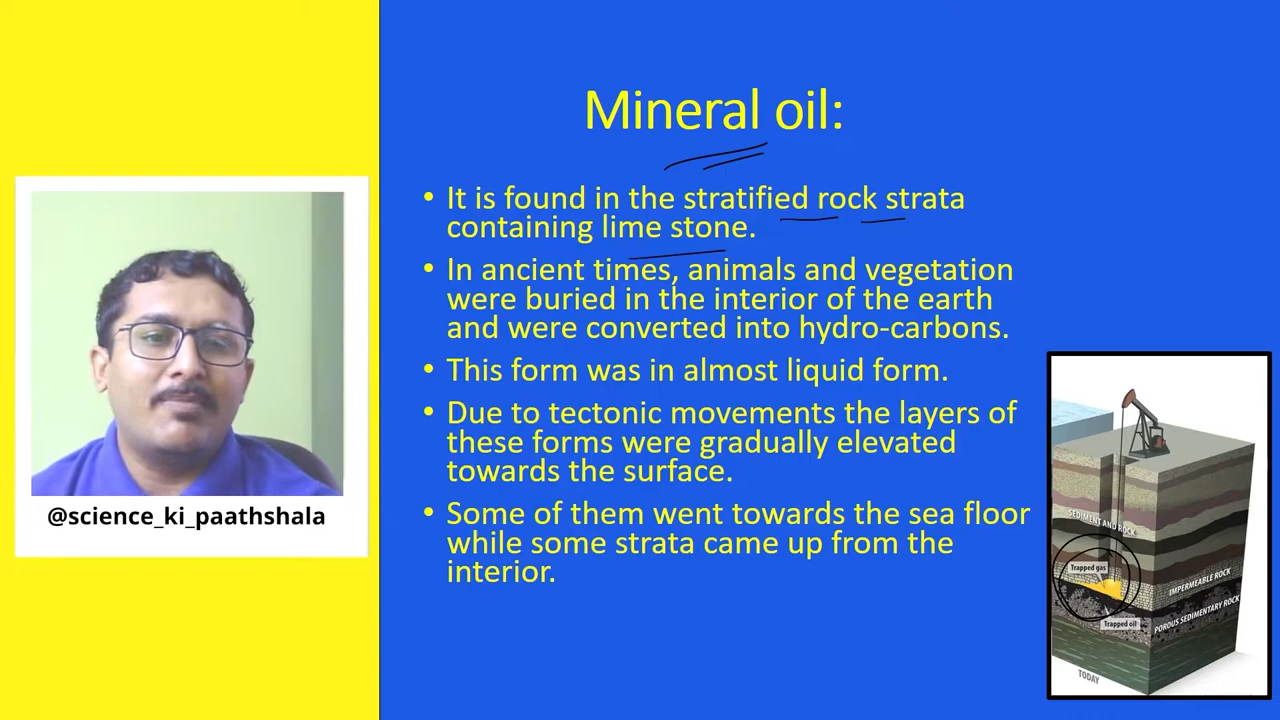 Mineral oil:
• It is found in the stratified rock strata
containing lime stone.
• In ancient times, animals and vegetation
were buried in the interior of the earth
and were converted into hydro-carbons.
• This form was in almost liquid form.
• Due to tectonic movements the layers of
these forms were gradually elevated
towards the surface.
• Some of them went towards the sea floor
while some strata came up from the
interior.
@science_ki_paathshala
SEDIMENT AND ROCK
Trapped gas
IMPERMEABLE ROCK
POROUS SEDIMENTARY ROCK
Trapped oil
TODAY